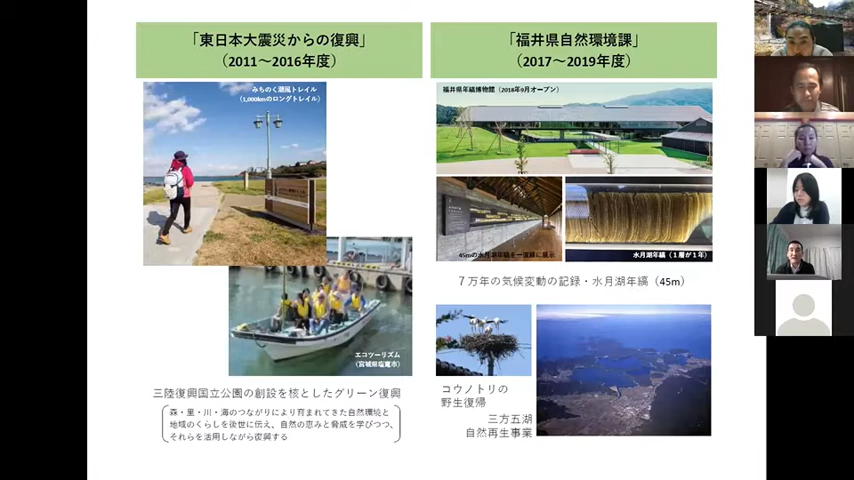 「東日本大震災からの復興」
（2011～2016年度）
みちのく潮風トレイル
（1,000kmのロングトレイル）
エコツーリズム
（宮城県塩竈市）
三陸復興国立公園の創設を核としたグリーン復興
森・里・川・海のつながりにより育まれてきた自然環境と
地域のくらしを後世に伝え、自然の恵みと脅威を学びつつ、
それらを活用しながら復興する
「福井県自然環境課」
（2017～2019年度）
福井県年縞博物館（2018年9月オープン）
45mの水月湖年縞を一直線に展示
水月湖年縞（１層が１年）
７万年の気候変動の記録・水月湖年縞（45m）
コウノトリの
野生復帰
三方五湖
自然再生事業